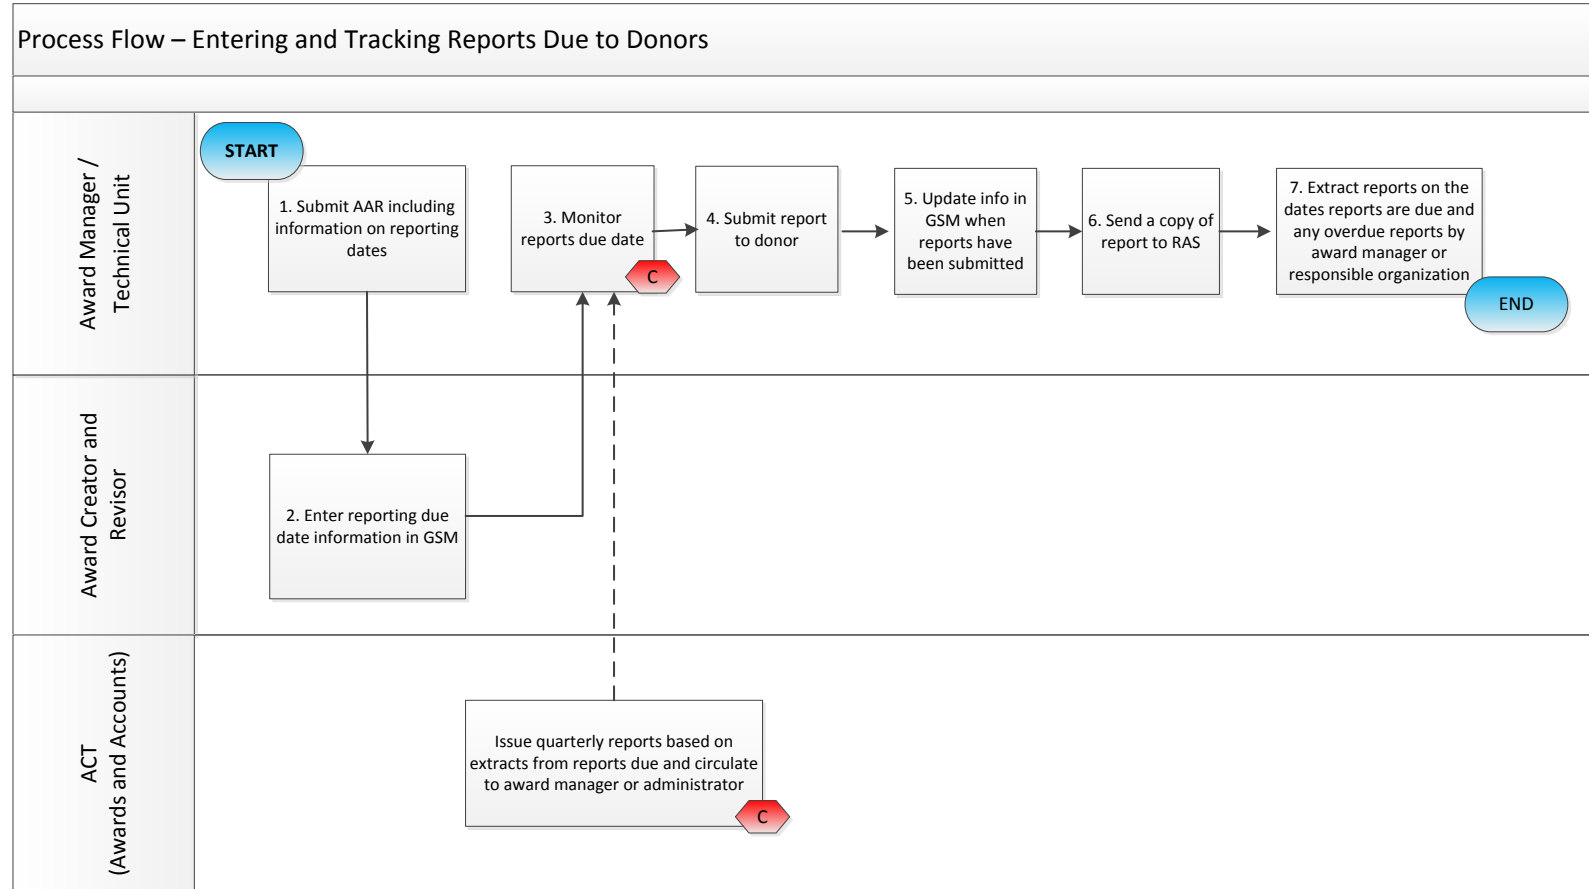 Process Flow – Entering and Tracking Reports Due to Donors
Award Manager /
Technical Unit
START
1. Submit AAR including
information on reporting
dates
3. Monitor
reports due date
C
4. Submit report
to donor
5. Update info in
GSM when
reports have
been submitted
6. Send a copy of
report to RAS
7. Extract reports on the
dates reports are due and
any overdue reports by
award manager or
responsible organization
END
Award Creator and
Revisor
2. Enter reporting due
date information in GSM
ACT
(Awards and Accounts)
Issue quarterly reports based on
extracts from reports due and circulate
to award manager or administrator
C